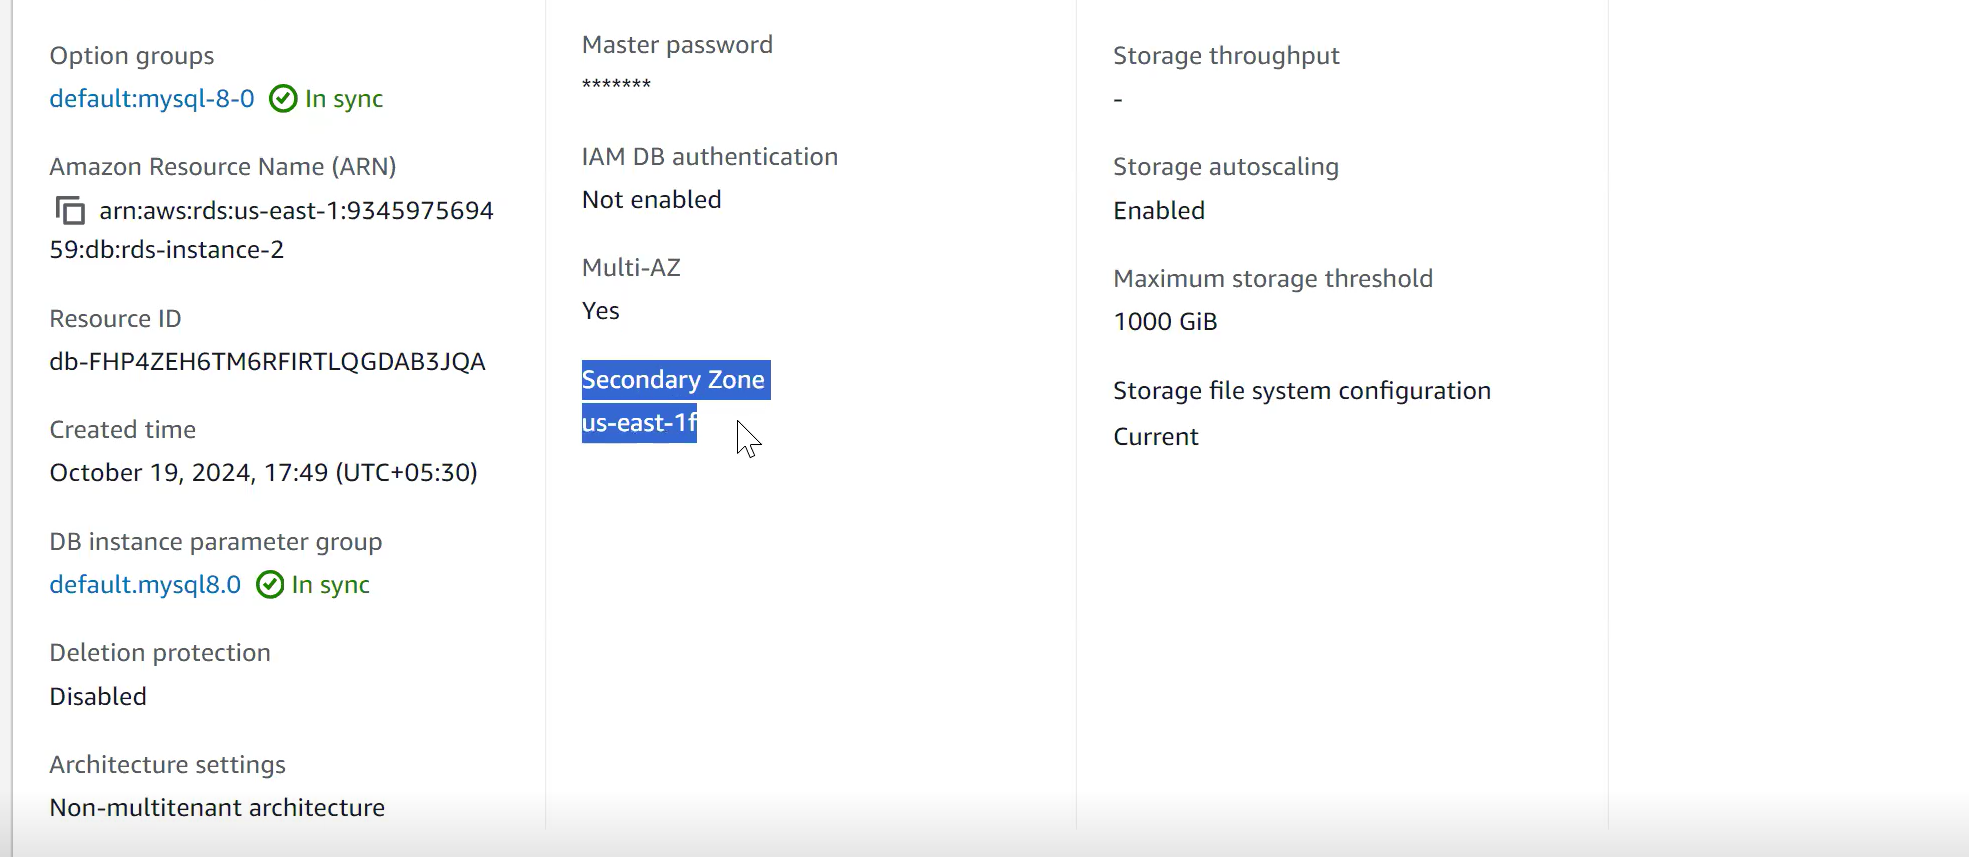 Option groups
default:mysql-8-0 In sync
Amazon Resource Name (ARN)
arn:aws:rds:us-east-1:9345975694
59:db:rds-instance-2
Resource ID
db-FHP4ZEH6TM6RFIRTLQGDAB3JQA
Created time
October 19, 2024, 17:49 (UTC+05:30)
DB instance parameter group
default.mysql8.0 In sync
Deletion protection
Disabled
Architecture settings
Non-multitenant architecture
Master password
*******
IAM DB authentication
Not enabled
Multi-AZ
Yes
Secondary Zone
us-east-1f
Storage throughput
-
Storage autoscaling
Enabled
Maximum storage threshold
1000 GiB
Storage file system configuration
Current